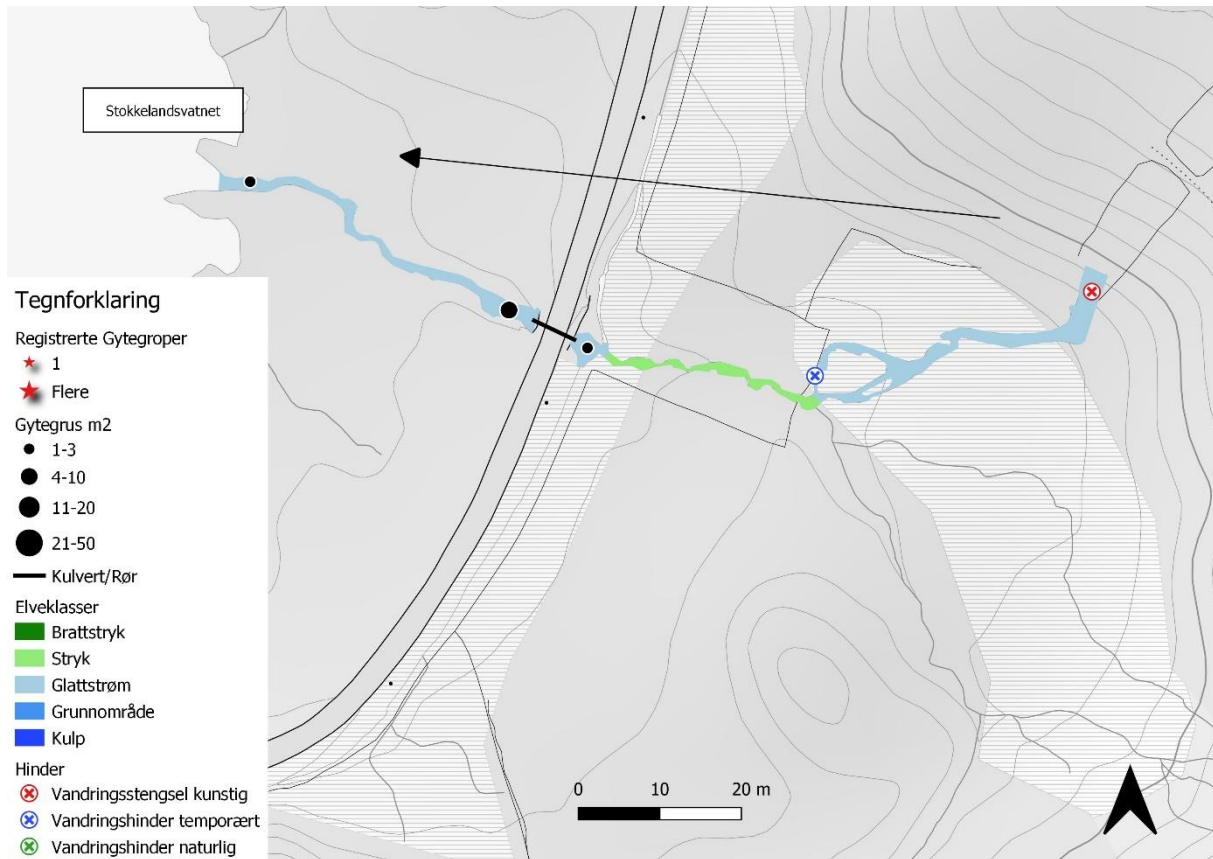 Stokkelandsvatnet
Tegnforklaring
Registrerte Gytegroper
1
Flere
Gytegrus m2
1-3
4-10
11-20
21-50
Kulvert/Rør
Elveklasser
Brattstryk
Stryk
Glattstrøm
Grunnområde
Kulp
Hinder
Vandringsstengsel kunstig
Vandringshinder temporært
Vandringshinder naturlig
0 10 20 m